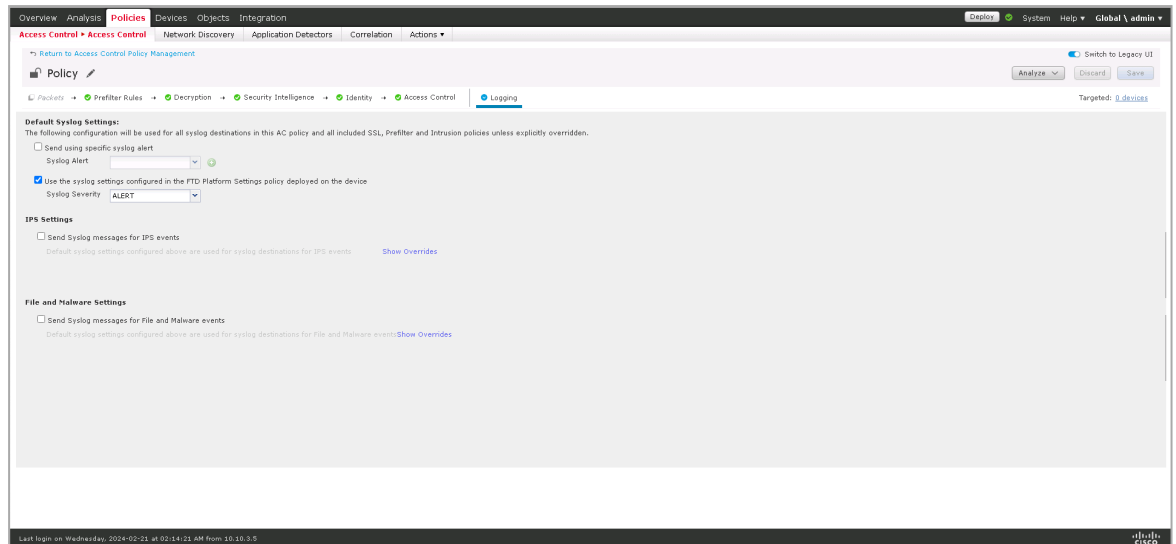 Overview Analysis Policies Devices Objects Integration Deploy System Help ▾ Global \ admin ▾
Access Control ▸ Access Control Network Discovery Application Detectors Correlation Actions ▾
Return to Access Control Policy Management Switch to Legacy UI
Policy Analyze Discard Save
Packets → Prefilter Rules → Decryption → Security Intelligence → Identity → Access Control Logging Targeted: 0 devices
Default Syslog Settings:
The following configuration will be used for all syslog destinations in this AC policy and all included SSL, Prefilter and Intrusion policies unless explicitly overridden.
Send using specific syslog alert
Syslog Alert
Use the syslog settings configured in the FTD Platform Settings policy deployed on the device
Syslog Severity ALERT
IPS Settings
Send Syslog messages for IPS events
Default syslog settings configured above are used for syslog destinations for IPS events Show Overrides
File and Malware Settings
Send Syslog messages for File and Malware events
Default syslog settings configured above are used for syslog destinations for File and Malware events Show Overrides
Last login on Wednesday, 2024-02-21 at 02:14:21 AM from 10.10.3.5 CISCO